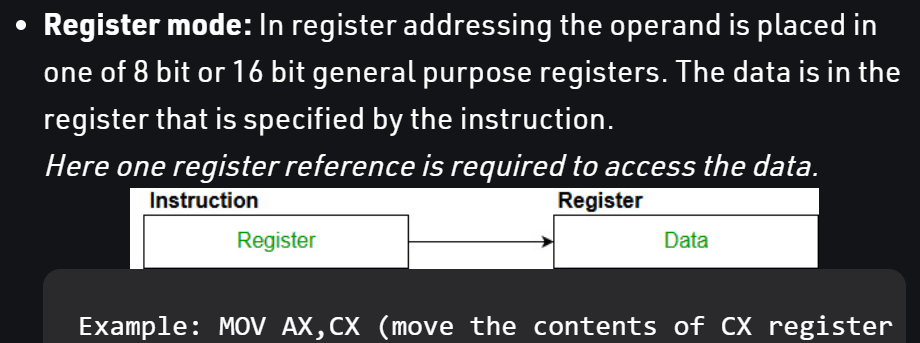 • Register mode: In register addressing the operand is placed in
one of 8 bit or 16 bit general purpose registers. The data is in the
register that is specified by the instruction.
Here one register reference is required to access the data.
Instruction Register
Register Data
Example: MOV AX,CX (move the contents of CX register